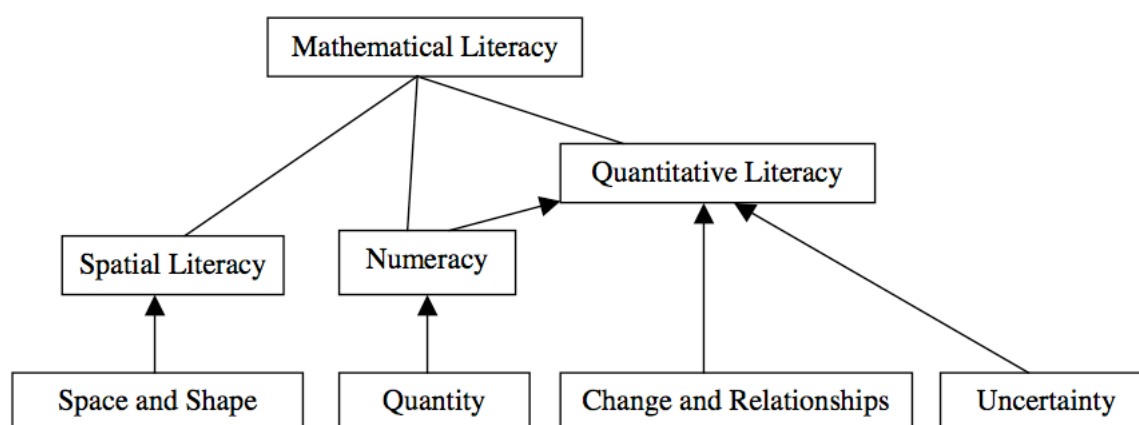 Mathematical Literacy
Quantitative Literacy
Spatial Literacy
Numeracy
Space and Shape
Quantity
Change and Relationships
Uncertainty